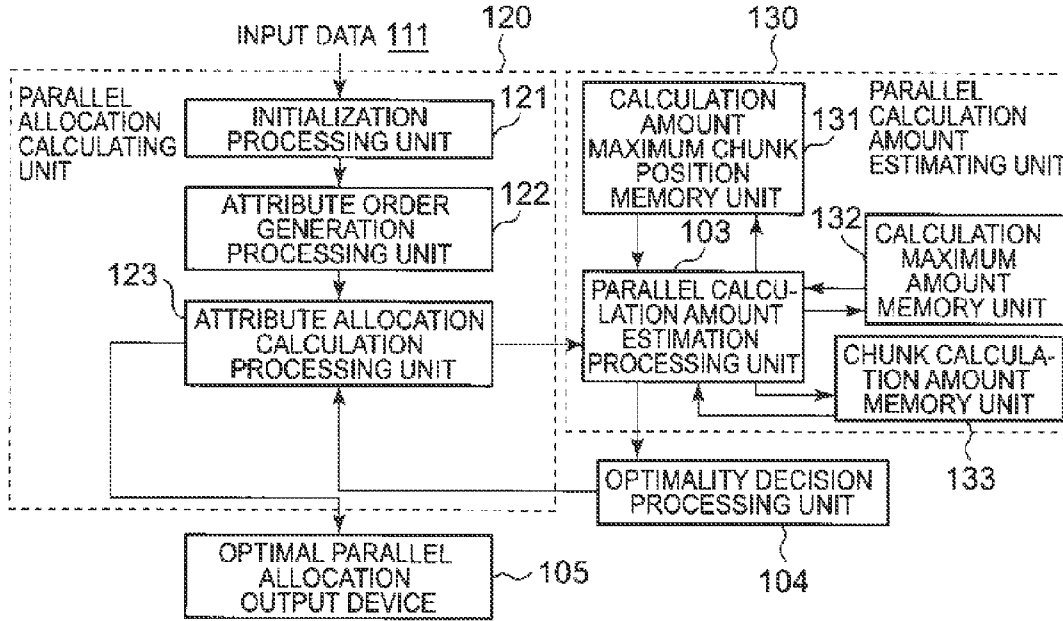 INPUT DATA 111
120
130
PARALLEL
ALLOCATION
CALCULATING
UNIT
INITIALIZATION
PROCESSING UNIT
121
ATTRIBUTE ORDER
GENERATION
PROCESSING UNIT
122
123
ATTRIBUTE ALLOCATION
CALCULATION
PROCESSING UNIT
CALCULATION
AMOUNT
MAXIMUM CHUNK
POSITION
MEMORY UNIT
131
PARALLEL
CALCULATION
AMOUNT
ESTIMATING UNIT
103
PARALLEL CALCU-
LATION AMOUNT
ESTIMATION
PROCESSING UNIT
132
CALCULATION
MAXIMUM
AMOUNT
MEMORY UNIT
CHUNK CALCULA-
TION AMOUNT
MEMORY UNIT
133
OPTIMALITY DECISION
PROCESSING UNIT
104
OPTIMAL PARALLEL
ALLOCATION
OUTPUT DEVICE
105